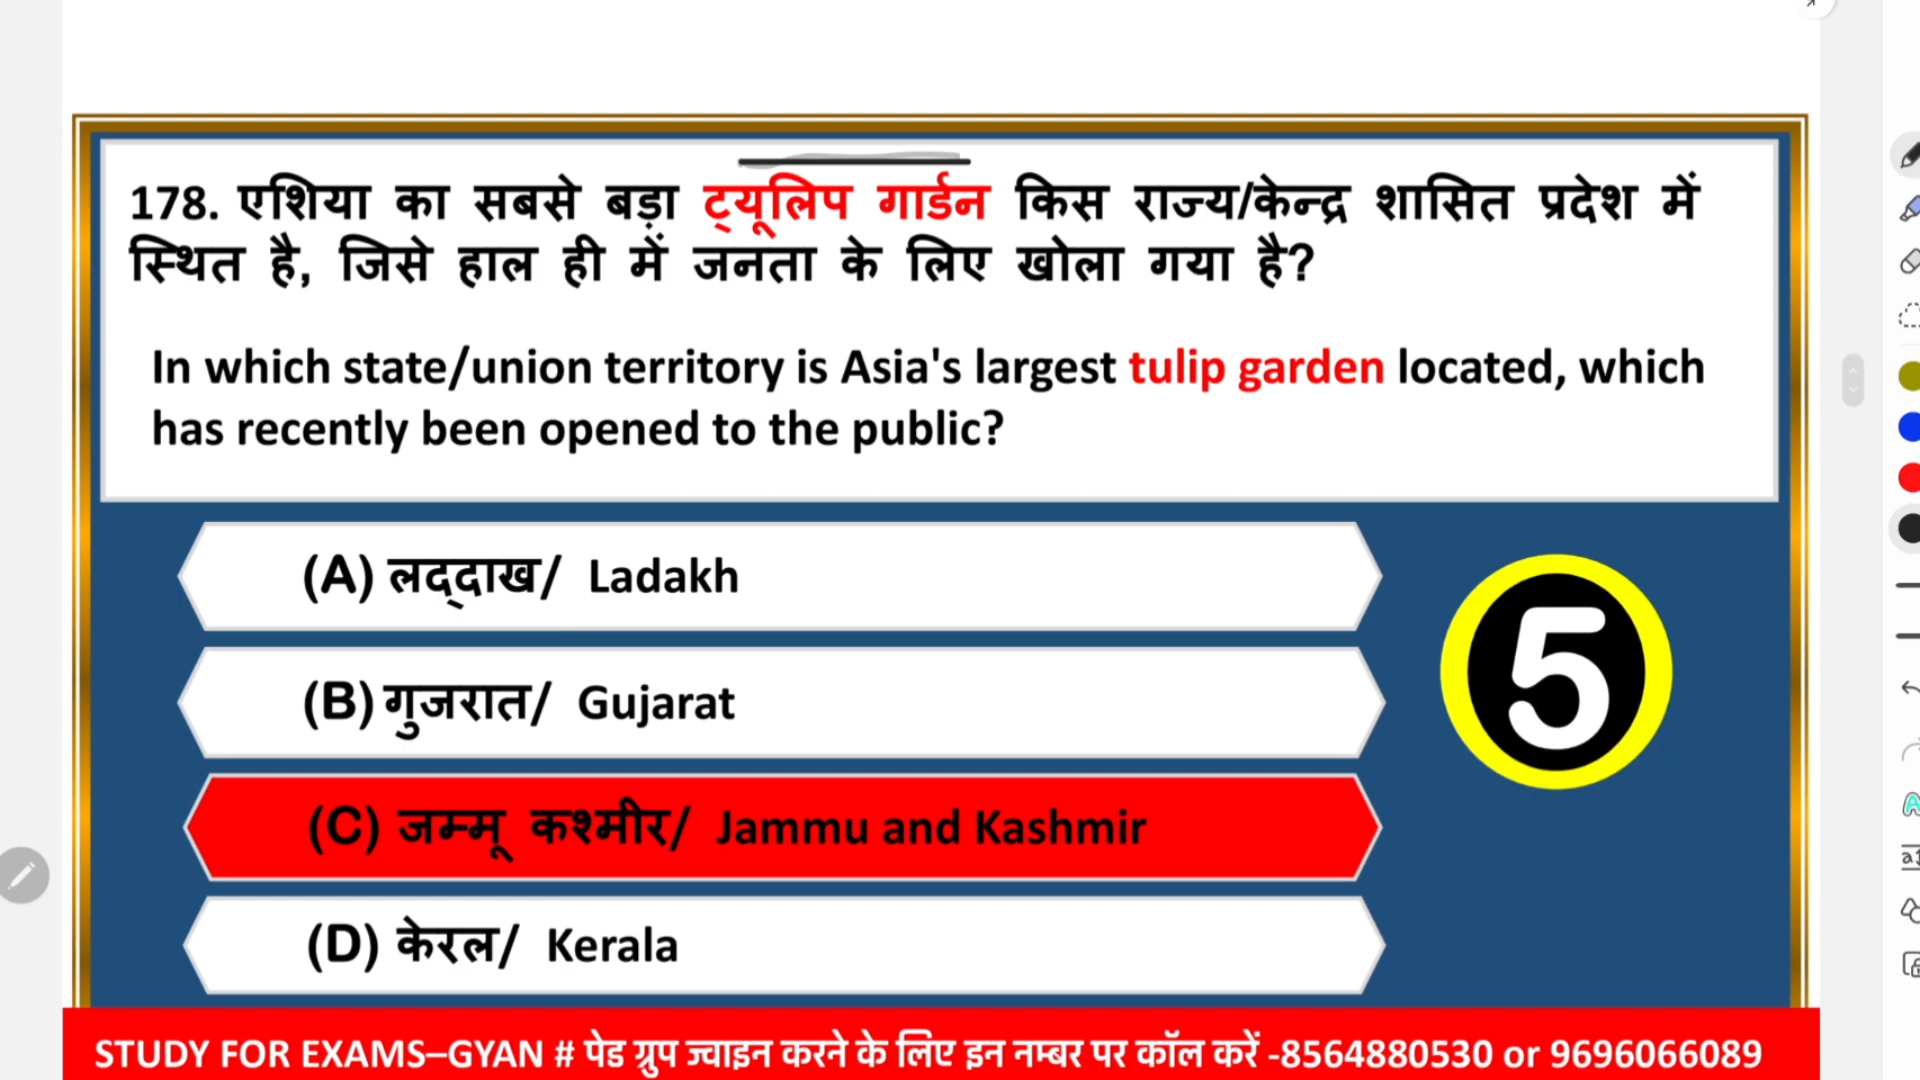 178. एशिया का सबसे बड़ा ट्यूलिप गार्डन किस राज्य/केन्द्र शासित प्रदेश में
स्थित है, जिसे हाल ही में जनता के लिए खोला गया है?
In which state/union territory is Asia's largest tulip garden located, which
has recently been opened to the public?
(A) लद्दाख/ Ladakh
(B) गुजरात/ Gujarat
5
(C) जम्मू कश्मीर/ Jammu and Kashmir
(D) केरल/ Kerala
STUDY FOR EXAMS–GYAN # पेड ग्रुप ज्वाइन करने के लिए इन नम्बर पर कॉल करें -8564880530 or 9696066089